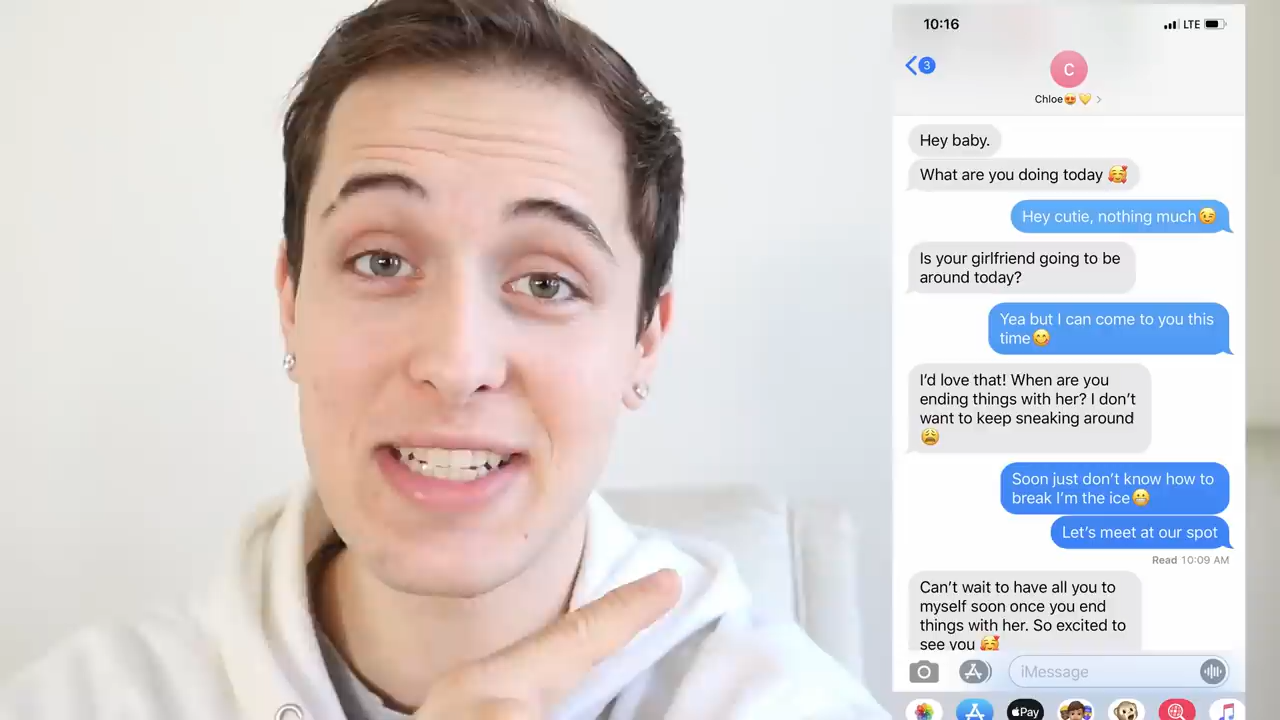 10:16
LTE
3
C
Chloe😍💛
Hey baby.
What are you doing today 🥰
Hey cutie, nothing much😉
Is your girlfriend going to be
around today?
Yea but I can come to you this
time😋
I'd love that! When are you
ending things with her? I don't
want to keep sneaking around
😩
Soon just don't know how to
break I'm the ice😬
Let's meet at our spot
Read 10:09 AM
Can't wait to have all you to
myself soon once you end
things with her. So excited to
see you 🥰
iMessage
Pay